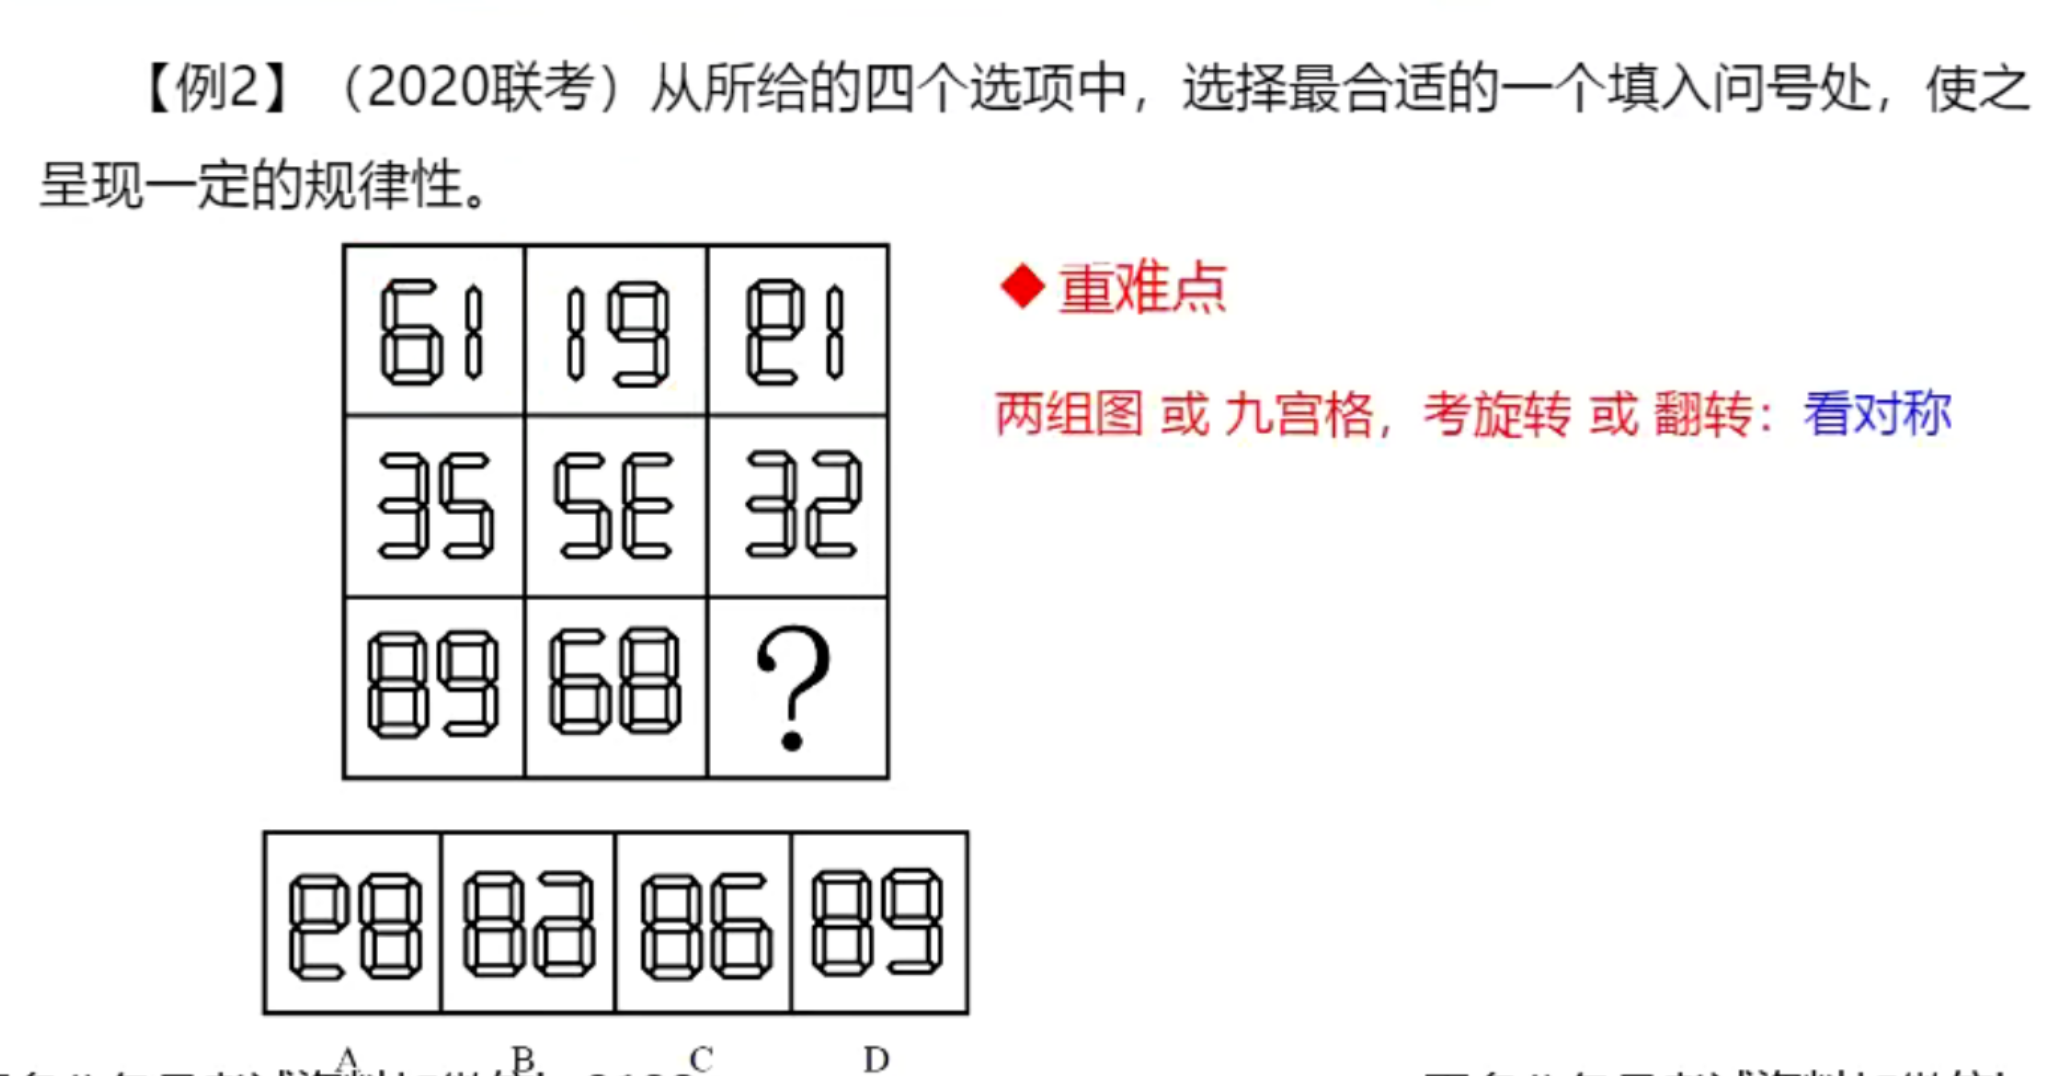 【例2】（2020联考）从所给的四个选项中，选择最合适的一个填入问号处，使之
呈现一定的规律性。
◆ 重难点
两组图 或 九宫格，考旋转 或 翻转：看对称
61 19 e1
35 5E 32
89 68 ?
86 89
A B C D